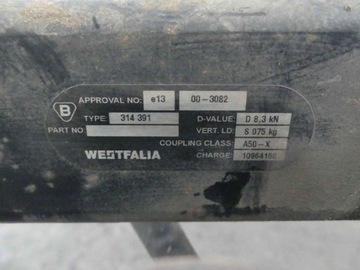 B APPROVAL NO: e13 00-3082
TYPE: 314 391 D-VALUE: D 8,3 kN
PART NO: VERT. LD: S 075 kg
COUPLING CLASS: A50-X
WESTFALIA CHARGE: